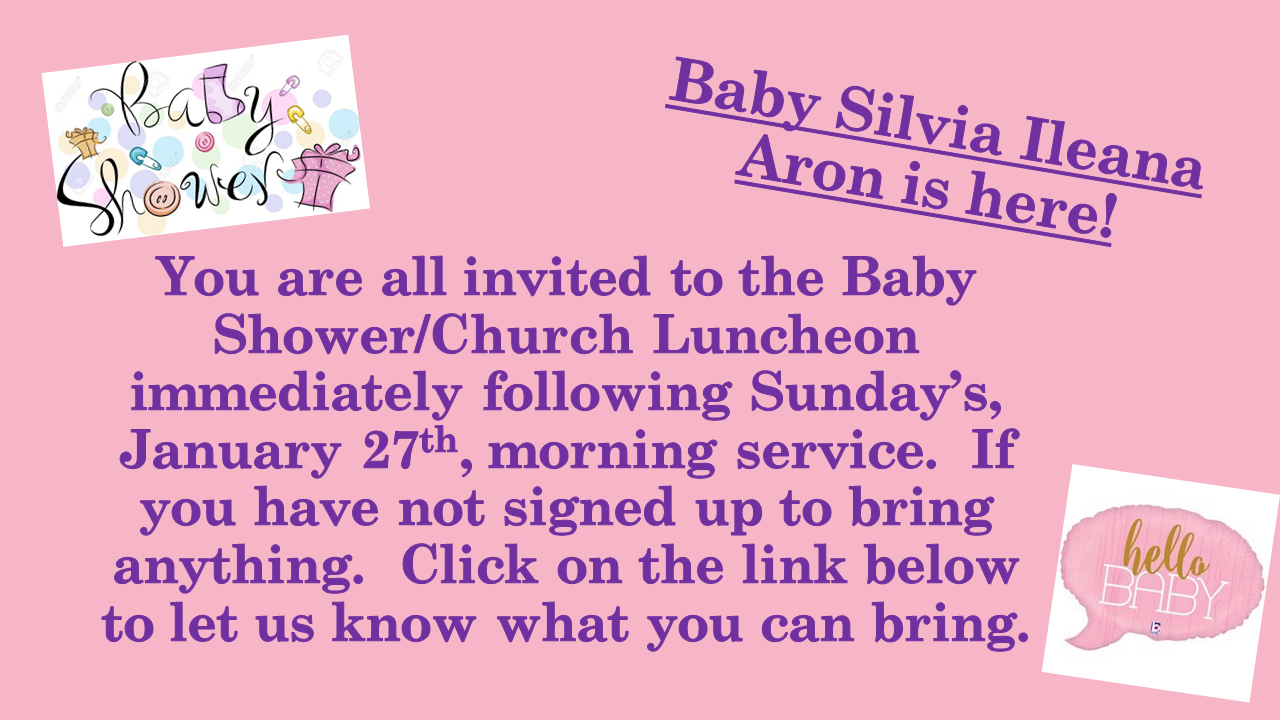 Baby
Shower
Baby Silvia Ileana
Aron is here!
You are all invited to the Baby
Shower/Church Luncheon
immediately following Sunday’s,
January 27th, morning service.  If
you have not signed up to bring
anything.  Click on the link below
to let us know what you can bring.
hello
BABY